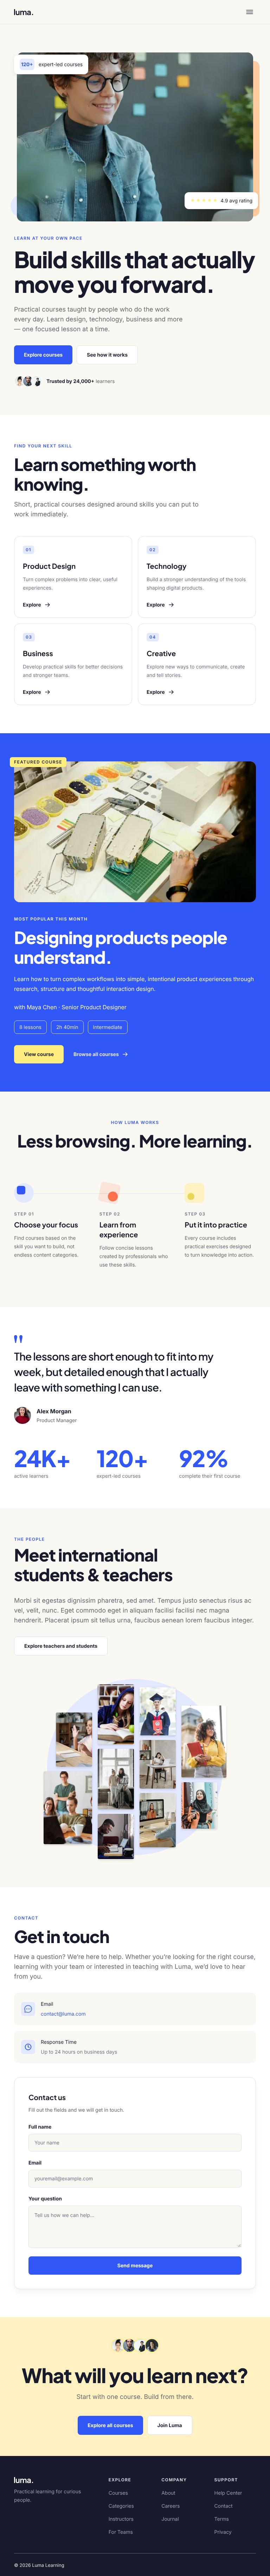 luma.
120+ expert-led courses
★★★★★ 4.9 avg rating
LEARN AT YOUR OWN PACE
Build skills that actually
move you forward.
Practical courses taught by people who do the work
every day. Learn design, technology, business and more
— one focused lesson at a time.
Explore courses
See how it works
Trusted by 24,000+ learners
FIND YOUR NEXT SKILL
Learn something worth
knowing.
Short, practical courses designed around skills you can put to
work immediately.
01
Product Design
Turn complex problems into clear, useful
experiences.
Explore →
02
Technology
Build a stronger understanding of the tools
shaping digital products.
Explore →
03
Business
Develop practical skills for better decisions
and stronger teams.
Explore →
04
Creative
Explore new ways to communicate, create
and tell stories.
Explore →
FEATURED COURSE
MOST POPULAR THIS MONTH
Designing products people
understand.
Learn how to turn complex workflows into simple, intentional product experiences through
research, structure and thoughtful interaction design.
with Maya Chen · Senior Product Designer
8 lessons
2h 40min
Intermediate
View course
Browse all courses →
HOW LUMA WORKS
Less browsing. More learning.
STEP 01
Choose your focus
Find courses based on the
skill you want to build, not
endless content categories.
STEP 02
Learn from
experience
Follow concise lessons
created by professionals who
use these skills.
STEP 03
Put it into practice
Every course includes
practical exercises designed
to turn knowledge into action.
"
The lessons are short enough to fit into my
week, but detailed enough that I actually
leave with something I can use.
Alex Morgan
Product Manager
24K+
active learners
120+
expert-led courses
92%
complete their first course
THE PEOPLE
Meet international
students & teachers
Morbi sit egestas dignissim pharetra, sed amet. Tempus justo senectus risus ac
vel, velit, nunc. Eget commodo eget in aliquam facilisi facilisi nec magna
hendrerit. Placerat ipsum sit tellus urna, faucibus aenean lorem faucibus integer.
Explore teachers and students
CONTACT
Get in touch
Have a question? We're here to help. Whether you're looking for the right course,
learning with your team or interested in teaching with Luma, we'd love to hear
from you.
Email
contact@luma.com
Response Time
Up to 24 hours on business days
Contact us
Fill out the fields and we will get in touch.
Full name
Your name
Email
youremail@example.com
Your question
Tell us how we can help...
Send message
What will you learn next?
Start with one course. Build from there.
Explore all courses
Join Luma
luma.
Practical learning for curious
people.
EXPLORE
Courses
Categories
Instructors
For Teams
COMPANY
About
Careers
Journal
SUPPORT
Help Center
Contact
Terms
Privacy
© 2026 Luma Learning